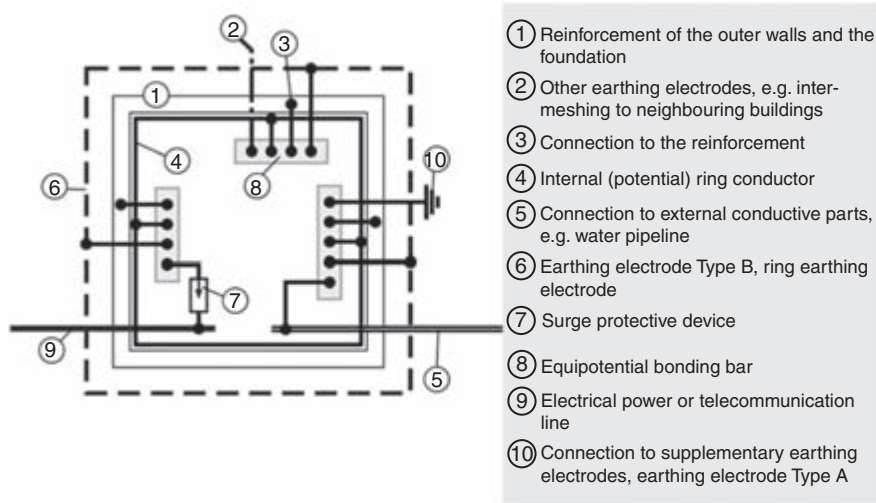 2
3
1
4
10
8
6
7
9
5
1 Reinforcement of the outer walls and the
foundation
2 Other earthing electrodes, e.g. inter-
meshing to neighbouring buildings
3 Connection to the reinforcement
4 Internal (potential) ring conductor
5 Connection to external conductive parts,
e.g. water pipeline
6 Earthing electrode Type B, ring earthing
electrode
7 Surge protective device
8 Equipotential bonding bar
9 Electrical power or telecommunication
line
10 Connection to supplementary earthing
electrodes, earthing electrode Type A